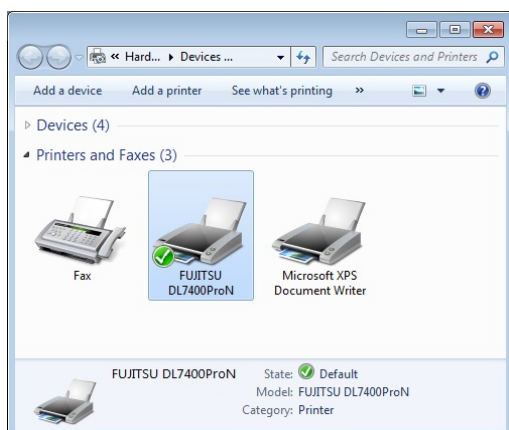 « Hard... ▸ Devices ...
Search Devices and Printers
Add a device Add a printer See what's printing »
Devices (4)
Printers and Faxes (3)
Fax
FUJITSU
DL7400ProN
Microsoft XPS
Document Writer
FUJITSU DL7400ProN State: Default
Model: FUJITSU DL7400ProN
Category: Printer